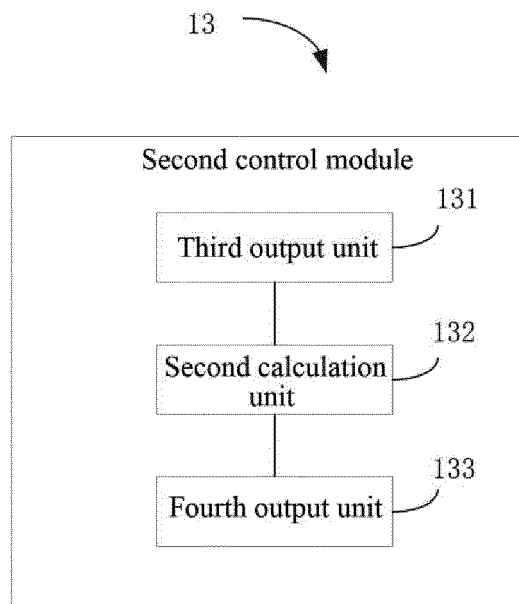 13
Second control module
131
Third output unit
132
Second calculation
unit
133
Fourth output unit